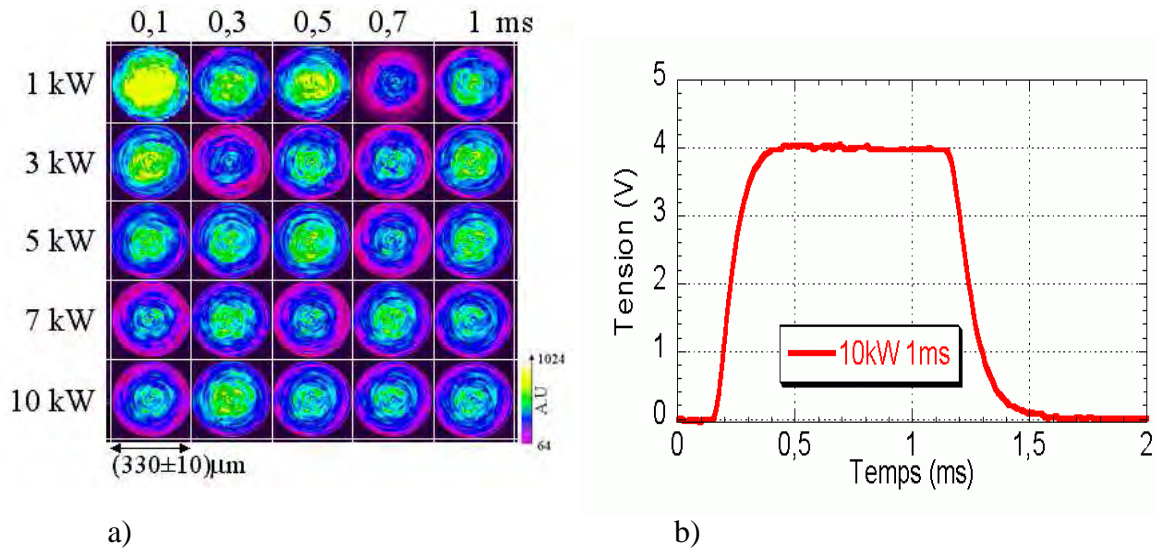 0,1 0,3 0,5 0,7 1 ms
1 kW
3 kW
5 kW
7 kW
10 kW
1024
A.U
64
(330±10)µm
a)
5
4
3
2
1
0
Tension (V)
10kW 1ms
0 0,5 1 1,5 2
Temps (ms)
b)